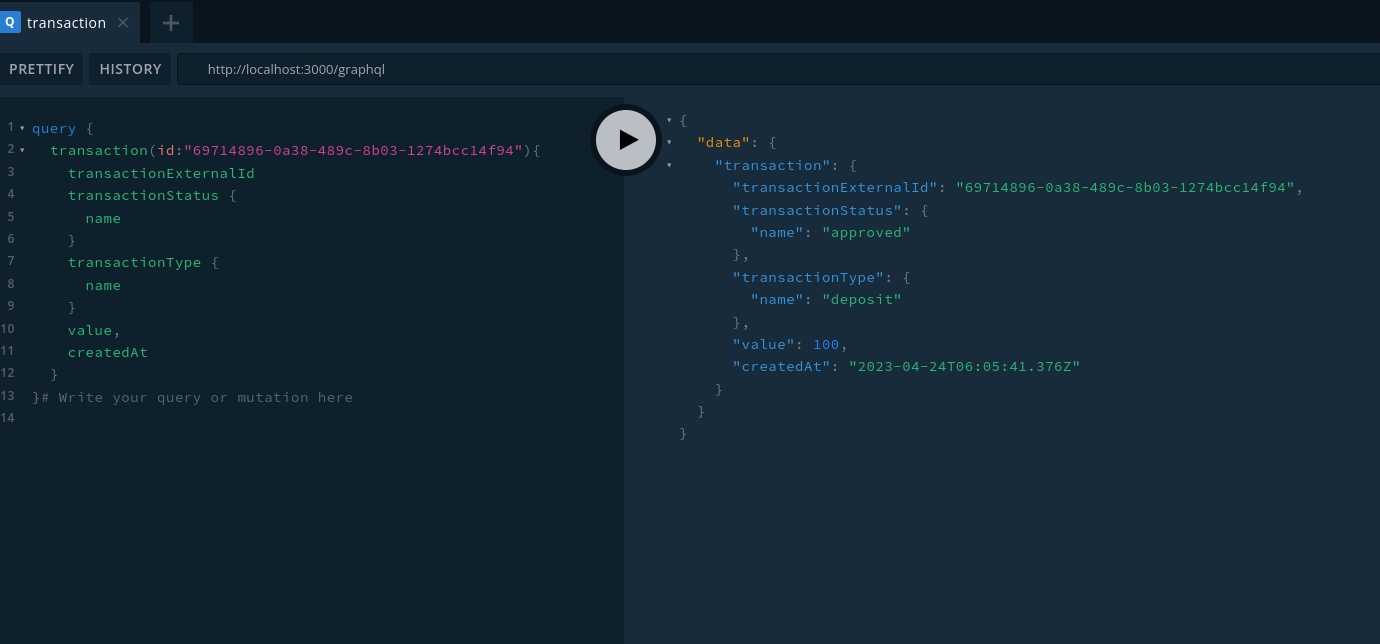 Q transaction
PRETTIFY HISTORY http://localhost:3000/graphql
1 query {
2 transaction(id:"69714896-0a38-489c-8b03-1274bcc14f94"){
3 transactionExternalId
4 transactionStatus {
5 name
6 }
7 transactionType {
8 name
9 }
10 value,
11 createdAt
12 }
13 }# Write your query or mutation here
14
{
"data": {
"transaction": {
"transactionExternalId": "69714896-0a38-489c-8b03-1274bcc14f94",
"transactionStatus": {
"name": "approved"
},
"transactionType": {
"name": "deposit"
},
"value": 100,
"createdAt": "2023-04-24T06:05:41.376Z"
}
}
}